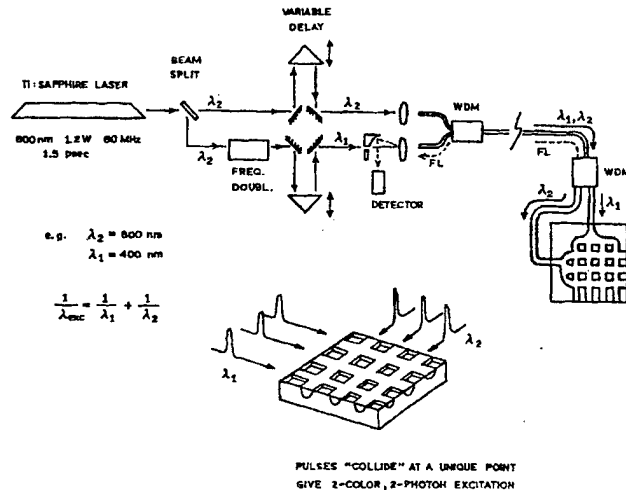 VARIABLE
DELAY
BEAM
SPLIT
TI:SAPPHIRE LASER
λ₂
λ₂
WDM
800nm 1.2W 80 MHz
1.5 psec
λ₂
FREQ.
DOUBL.
λ₁
DETECTOR
FL
λ₁,λ₂
FL
WDM
λ₂
λ₁
e.g. λ₂ = 800 nm
λ₁ = 400 nm
1/λexc = 1/λ₁ + 1/λ₂
λ₁
λ₂
PULSES "COLLIDE" AT A UNIQUE POINT
GIVE 2-COLOR, 2-PHOTON EXCITATION